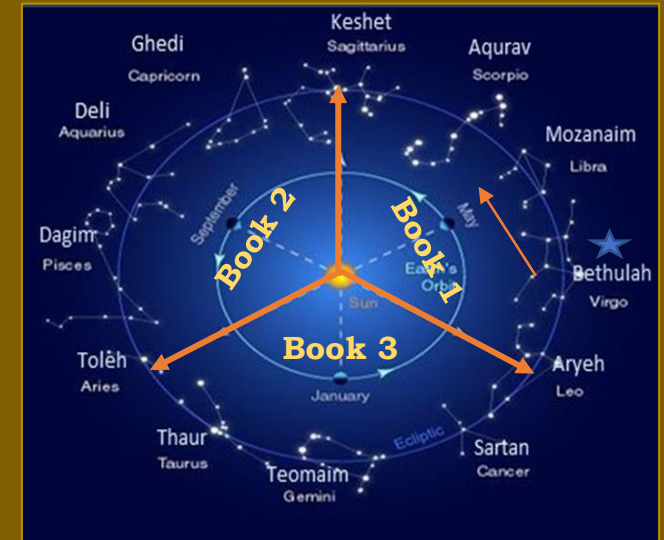 Keshet
Sagittarius
Ghedi
Capricorn
Aqurav
Scorpio
Deli
Aquarius
Mozanaim
Libra
September
Book 2
Book 1
May
Dagim
Pisces
Earth's
Orbit
Bethulah
Virgo
Sun
Book 3
Toleh
Aries
January
Aryeh
Leo
Thaur
Taurus
Ecliptic
Sartan
Cancer
Teomaim
Gemini